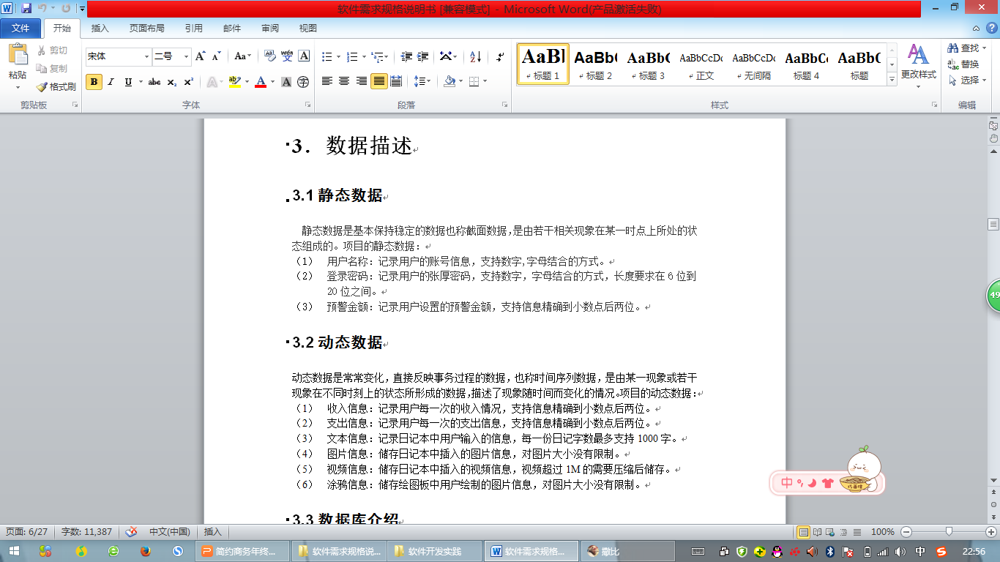 软件需求规格说明书 [兼容模式] - Microsoft Word(产品激活失败)
文件 开始 插入 页面布局 引用 邮件 审阅 视图
粘贴 剪切 复制 格式刷
宋体 二号
AaBl AaBb( AaBbC AaBbCcDc AaBbCcDc AaBbCc AaBbC
标题 1 标题 2 标题 3 正文 无间隔 标题 4 标题
更改样式
查找 替换 选择
剪贴板 字体 段落 样式 编辑
3. 数据描述
3.1 静态数据
静态数据是基本保持稳定的数据也称截面数据,是由若干相关现象在某一时点上所处的状
态组成的。项目的静态数据：
（1） 用户名称：记录用户的账号信息，支持数字,字母结合的方式。
（2） 登录密码：记录用户的张厚密码，支持数字，字母结合的方式，长度要求在 6 位到
20 位之间。
（3） 预警金额：记录用户设置的预警金额，支持信息精确到小数点后两位。
3.2 动态数据
动态数据是常常变化，直接反映事务过程的数据，也称时间序列数据，是由某一现象或若干
现象在不同时刻上的状态所形成的数据,描述了现象随时间而变化的情况。项目的动态数据：
（1） 收入信息：记录用户每一次的收入情况，支持信息精确到小数点后两位。
（2） 支出信息：记录用户每一次的支出信息，支持信息精确到小数点后两位。
（3） 文本信息：记录日记本中用户输入的信息，每一份日记字数最多支持 1000 字。
（4） 图片信息：储存日记本中插入的图片信息，对图片大小没有限制。
（5） 视频信息：储存日记本中插入的视频信息，视频超过 1M 的需要压缩后储存。
（6） 涂鸦信息：储存绘图板中用户绘制的图片信息，对图片大小没有限制。
3.3 数据库介绍
49
中
页面: 6/27 字数: 11,387 中文(中国) 插入 100%
简约商务年终... 软件需求规格说... 软件开发实践 软件需求规格... 撒比 中 22:56